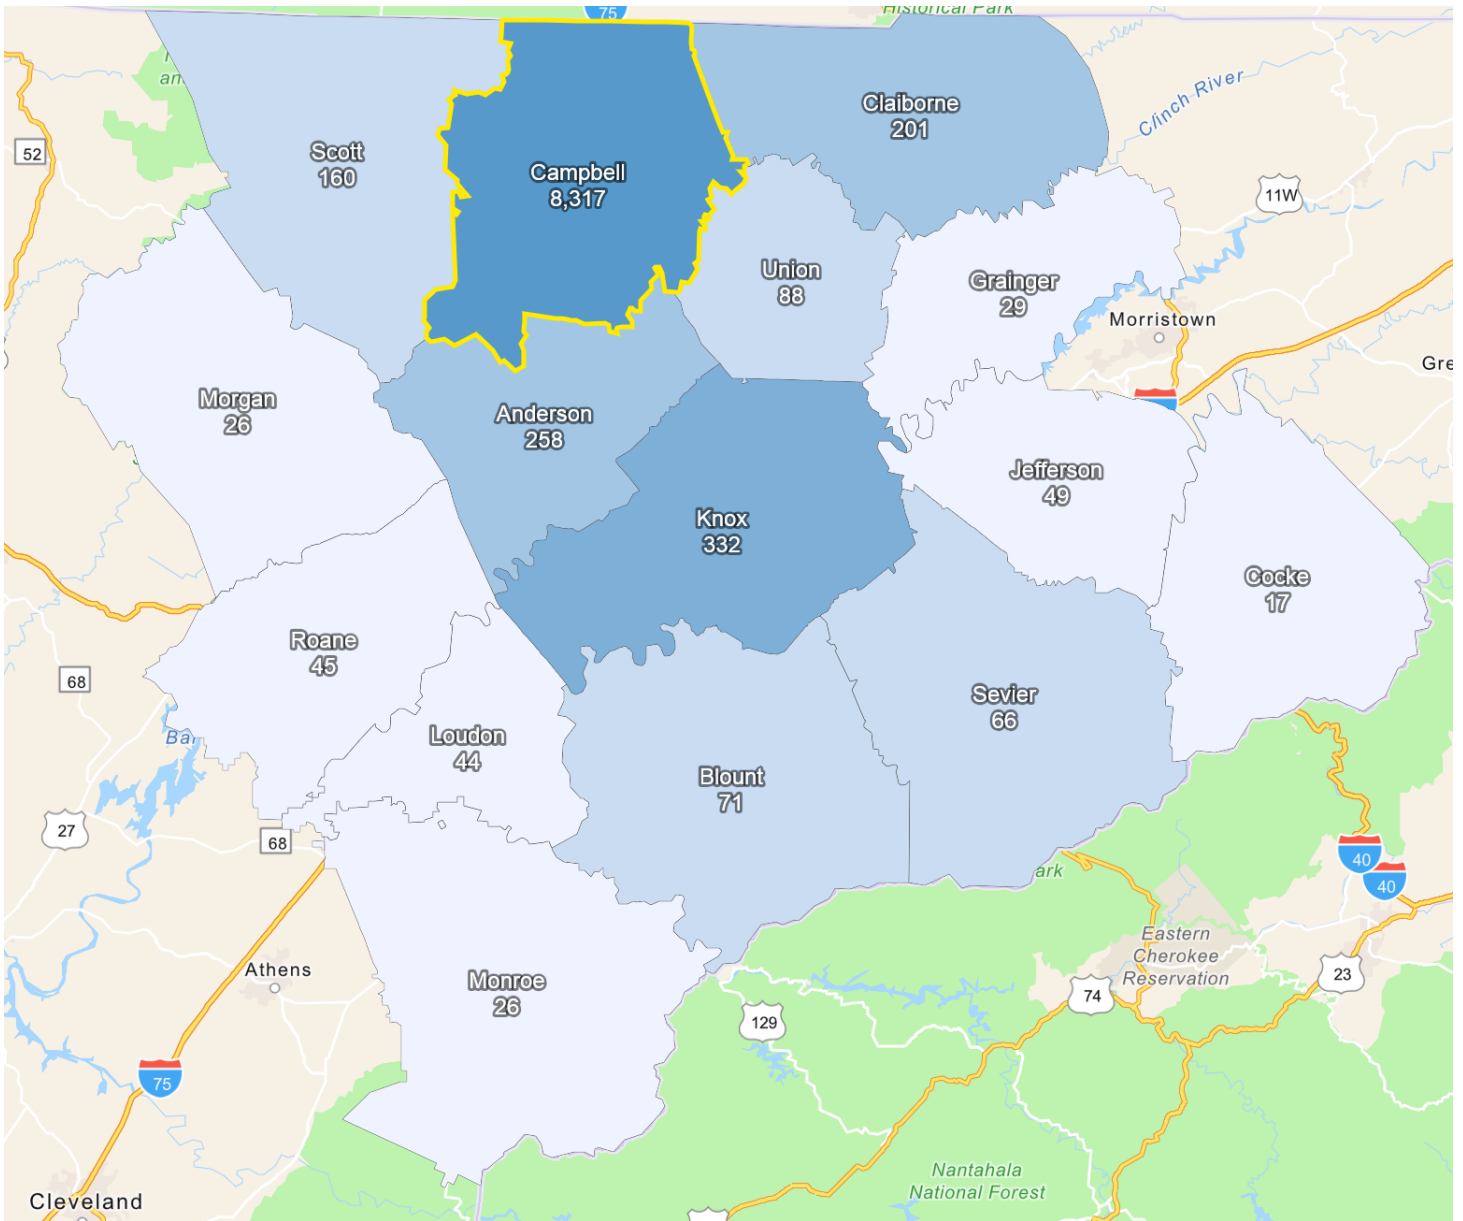 75
Historical Park
Claiborne
201
Clinch River
52
Scott
160
Campbell
8,317
11W
Union
88
Grainger
29
Morristown
Gre
Morgan
26
Anderson
258
Jefferson
49
Knox
332
Cocke
17
Roane
45
68
Sevier
66
Loudon
44
Blount
71
27
68
40
40
ark
Eastern
Cherokee
Reservation
Athens
Monroe
26
23
74
129
75
Nantahala
National Forest
Cleveland